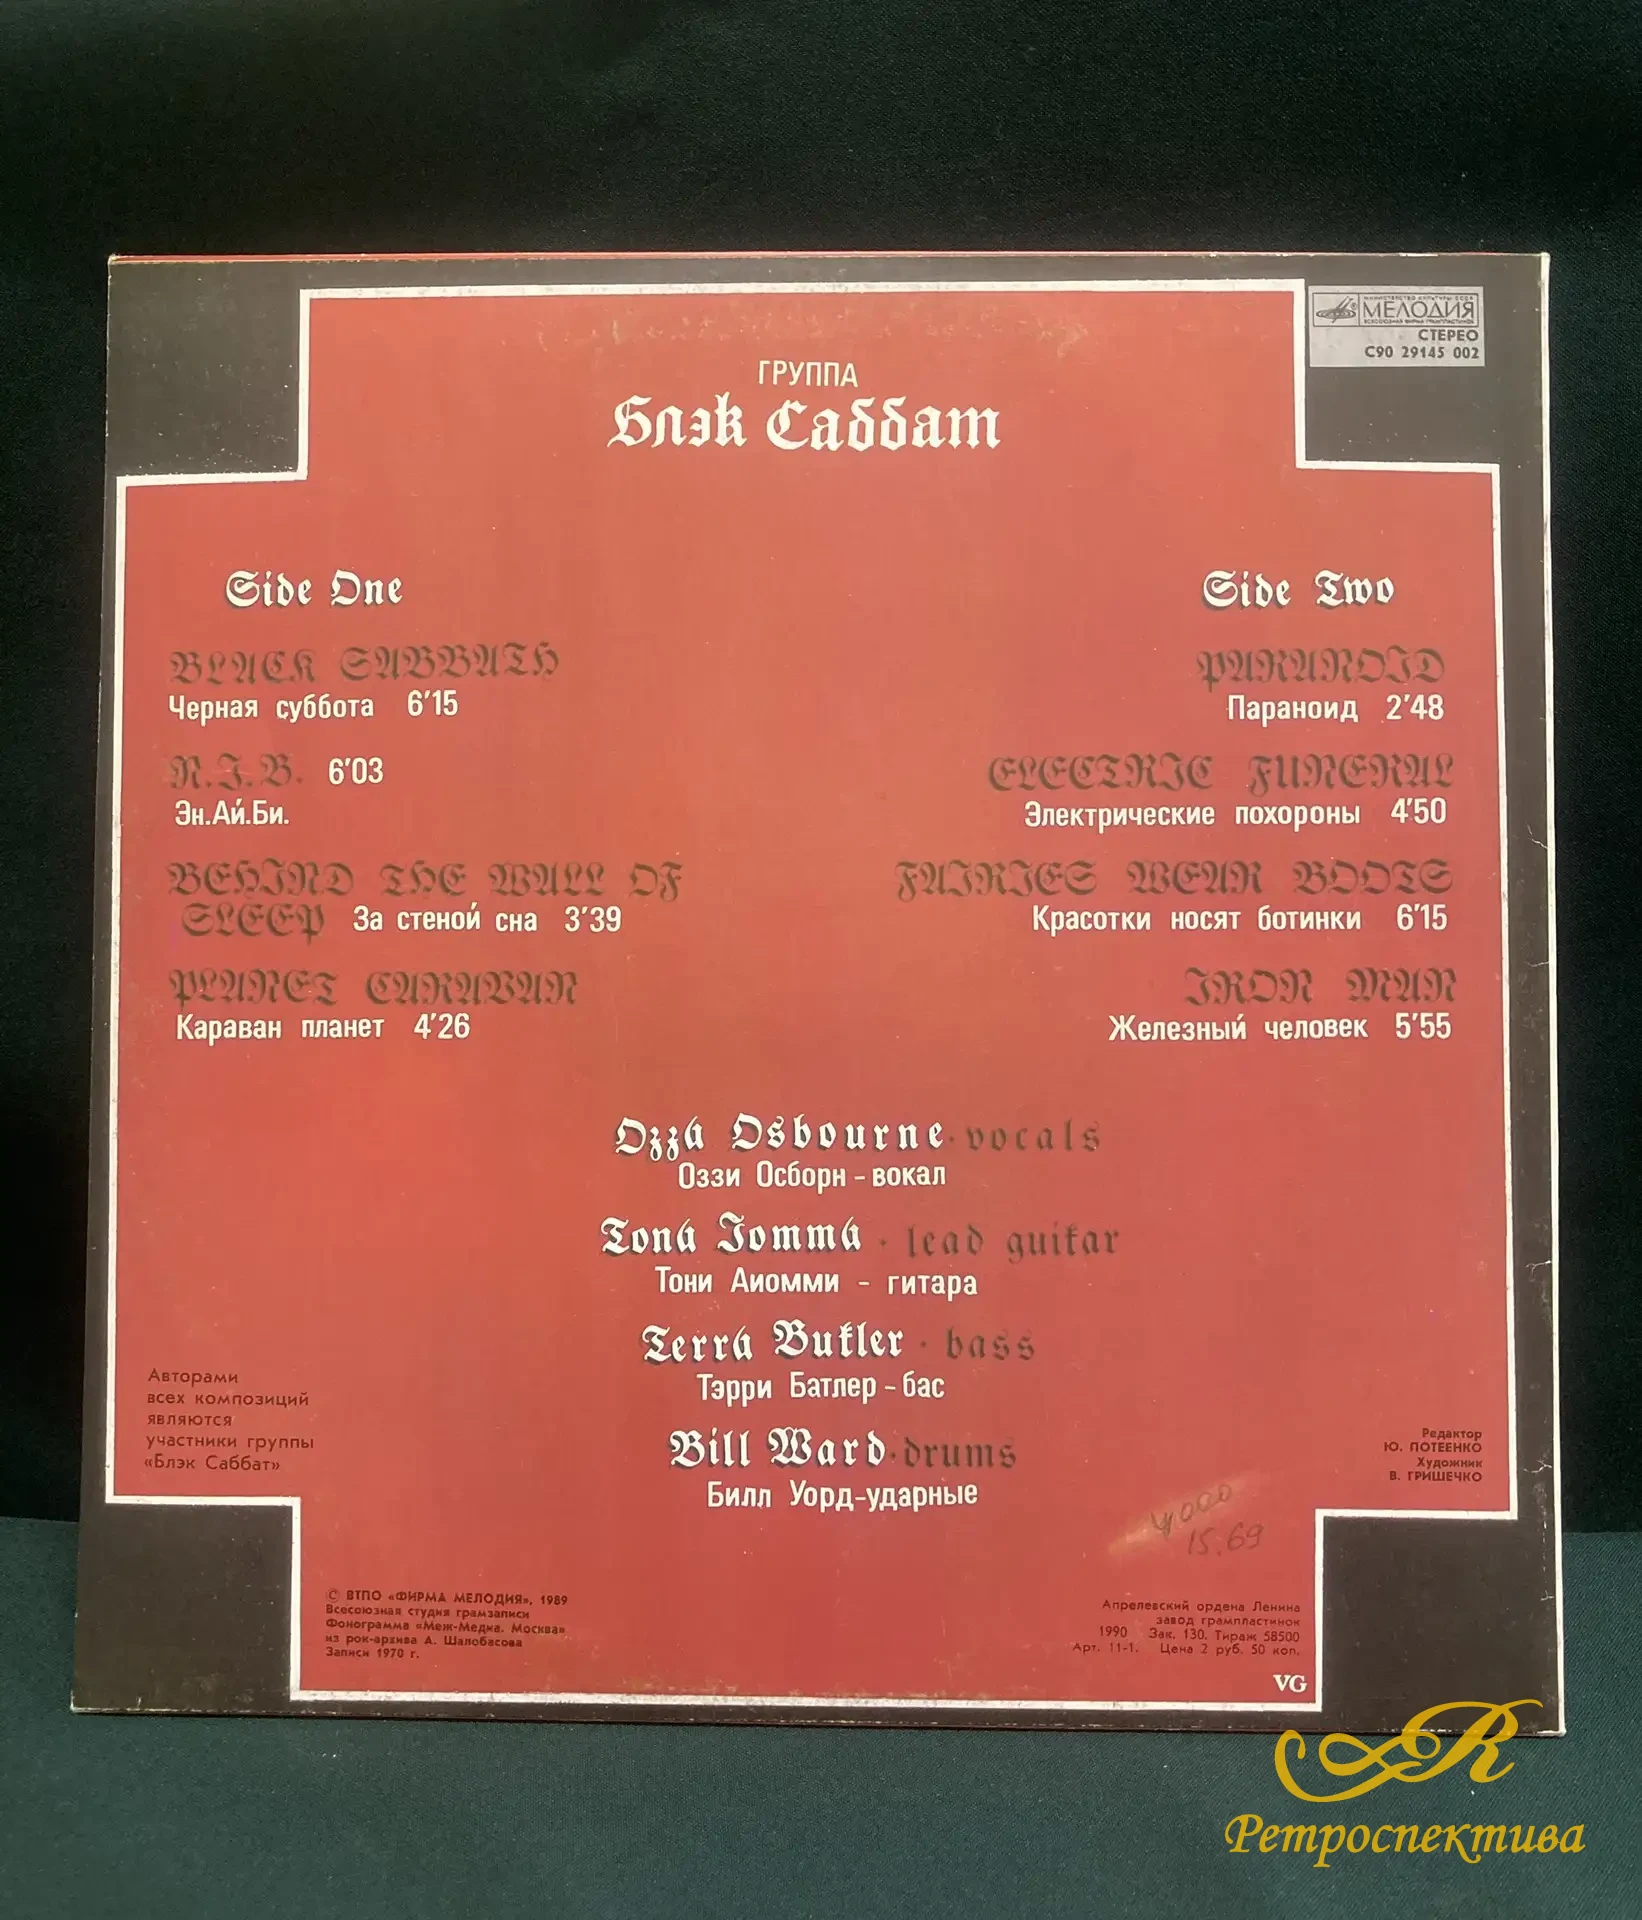 МИНИСТЕРСТВО КУЛЬТУРЫ СССР
МЕЛОДИЯ
ВСЕСОЮЗНАЯ ФИРМА ГРАМПЛАСТИНОК
СТЕРЕО
С90 29145 002
ГРУППА
Блэк Саббат
Side One
BLACK SABBATH
Черная суббота 6'15
N.I.B. 6'03
Эн.Ай.Би.
BEHIND THE WALL OF
SLEEP За стеной сна 3'39
PLANET CARAVAN
Караван планет 4'26
Side Two
PARANOID
Параноид 2'48
ELECTRIC FUNERAL
Электрические похороны 4'50
FAIRIES WEAR BOOTS
Красотки носят ботинки 6'15
IRON MAN
Железный человек 5'55
Ozzy Osbourne · vocals
Оззи Осборн – вокал
Tony Iommy · lead guitar
Тони Аиомми – гитара
Terry Butler · bass
Тэрри Батлер – бас
Bill Ward · drums
Билл Уорд-ударные
Авторами
всех композиций
являются
участники группы
«Блэк Саббат»
Редактор
Ю. ПОТЕЕНКО
Художник
В. ГРИШЕЧКО
4000
15.69
© ВТПО «ФИРМА МЕЛОДИЯ», 1989
Всесоюзная студия грамзаписи
Фонограмма «Меж-Медиа. Москва»
из рок-архива А. Шалобасова
Записи 1970 г.
Апрелевский ордена Ленина
завод грампластинок
1990 Зак. 130. Тираж 58500
Арт. 11-1. Цена 2 руб. 50 коп.
VG
R
Ретроспектива